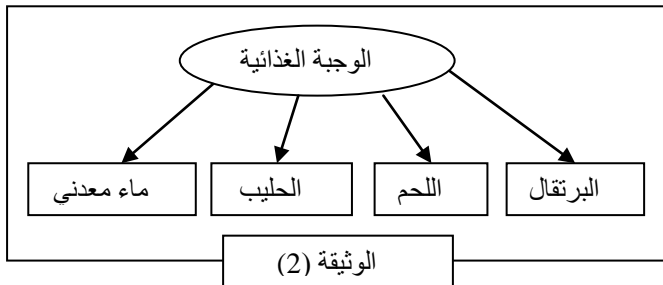 الوجبة الغذائية
البرتقال
اللحم
الحليب
ماء معدني
الوثيقة (2)